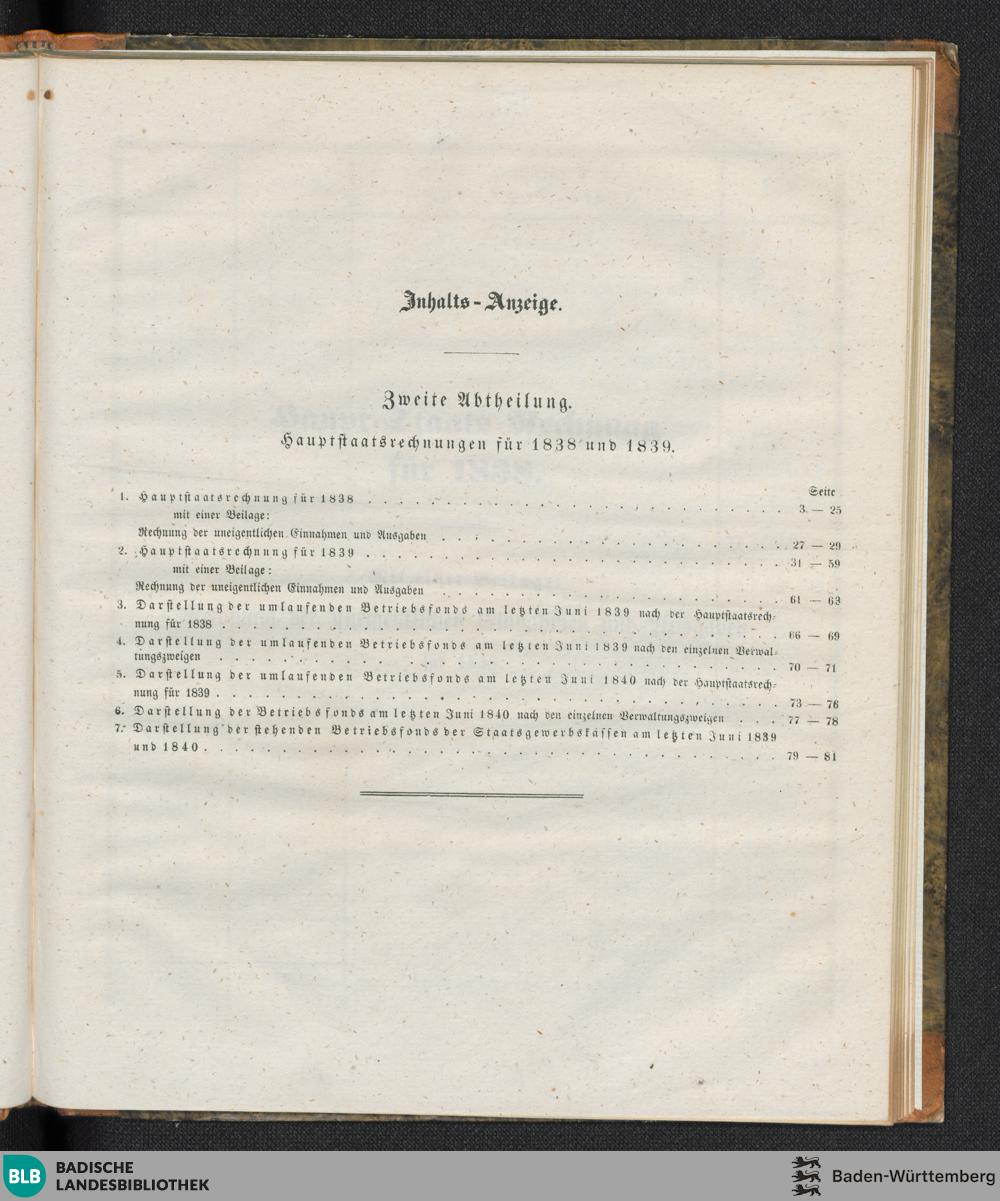 Inhalts-Anzeige.
Zweite Abtheilung.
Hauptstaatsrechnungen für 1838 und 1839.
Seite
1. Hauptstaatsrechnung für 1838 . . . . . . . . . . 3 — 25
mit einer Beilage:
Rechnung der uneigentlichen Einnahmen und Ausgaben . . . . . . . . . . 27 — 29
2. Hauptstaatsrechnung für 1839 . . . . . . . . . . 31 — 59
mit einer Beilage:
Rechnung der uneigentlichen Einnahmen und Ausgaben . . . . . . . . . . 61 — 63
3. Darstellung der umlaufenden Betriebsfonds am letzten Juni 1839 nach der Hauptstaatsrech-
nung für 1838 . . . . . . . . . . 66 — 69
4. Darstellung der umlaufenden Betriebsfonds am letzten Juni 1839 nach den einzelnen Verwal-
tungszweigen . . . . . . . . . . 70 — 71
5. Darstellung der umlaufenden Betriebsfonds am letzten Juni 1840 nach der Hauptstaatsrech-
nung für 1839 . . . . . . . . . . 73 — 76
6. Darstellung der Betriebsfonds am letzten Juni 1840 nach den einzelnen Verwaltungszweigen . . . 77 — 78
7. Darstellung der stehenden Betriebsfonds der Staatsgewerbskassen am letzten Juni 1839
und 1840 . . . . . . . . . . 79 — 81
BLB BADISCHE
LANDESBIBLIOTHEK
Baden-Württemberg